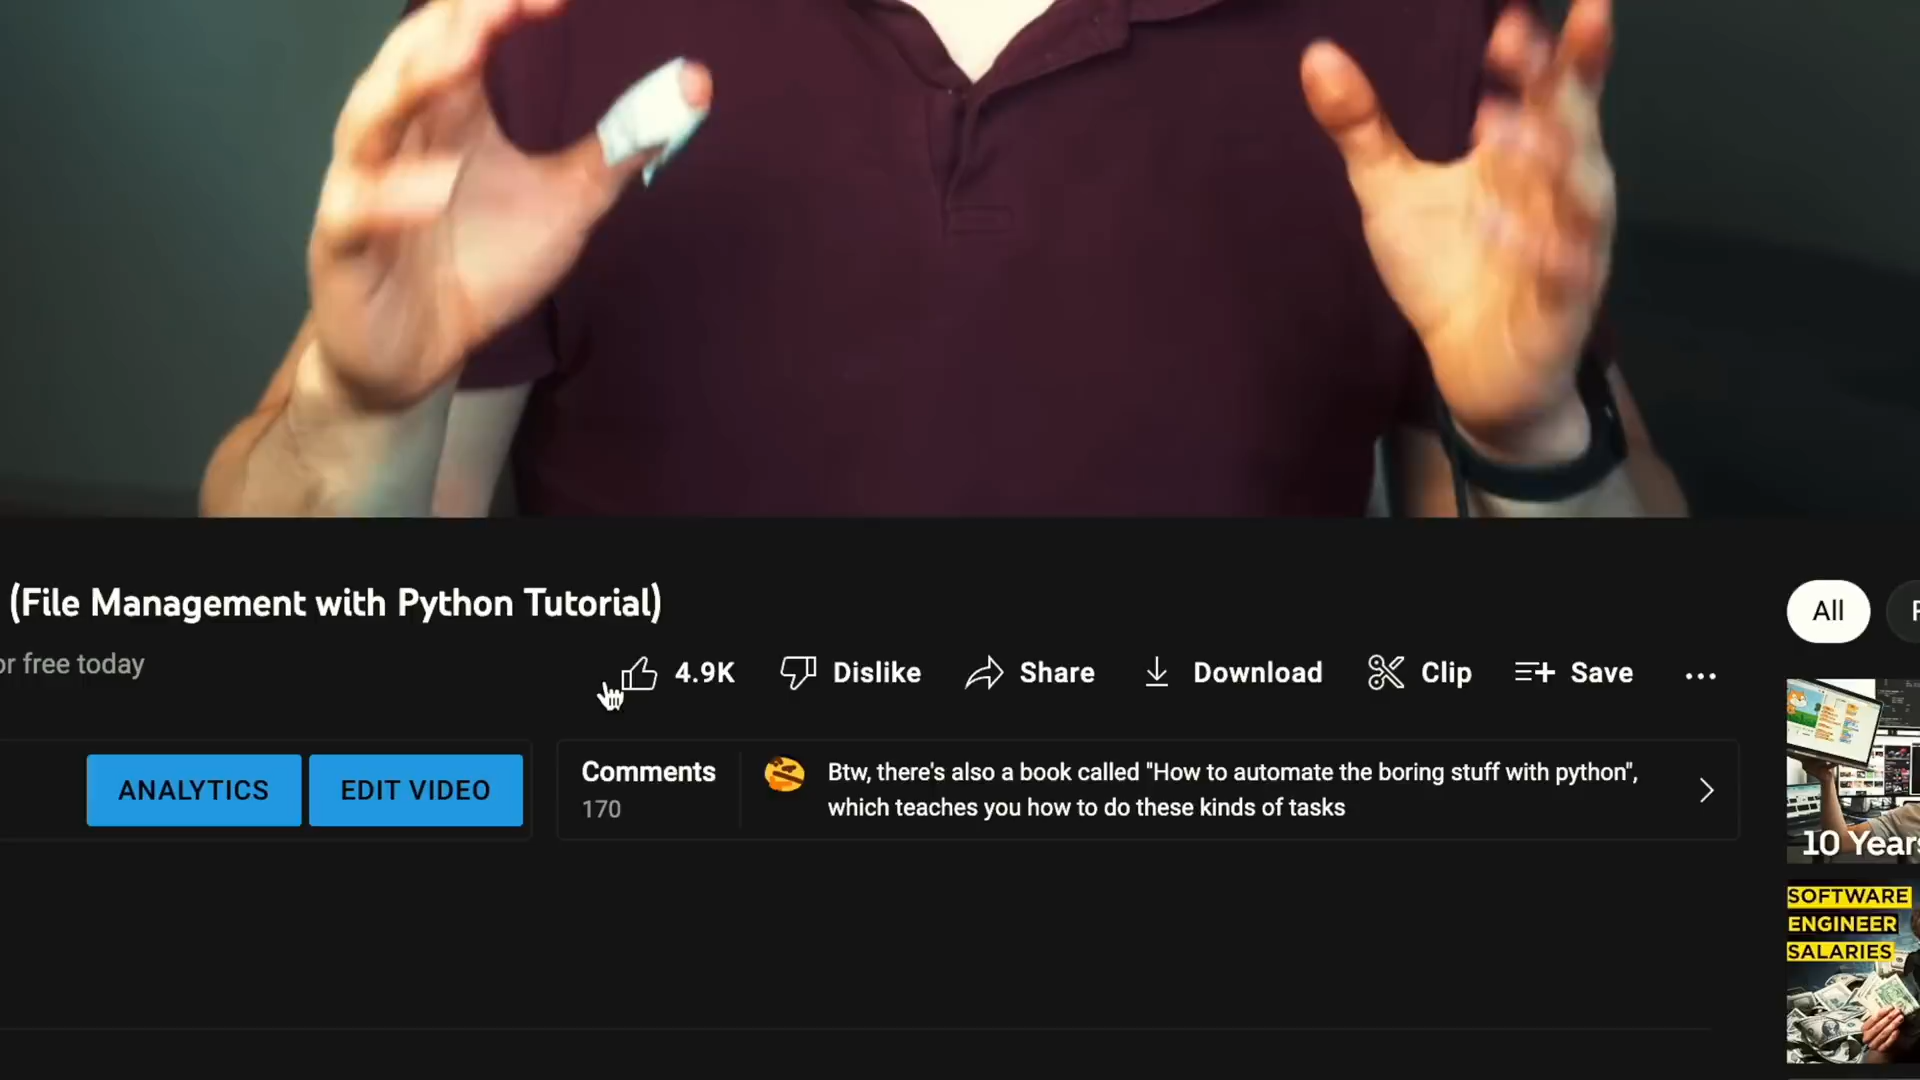 (File Management with Python Tutorial)
or free today
4.9K
Dislike
Share
Download
Clip
Save
...
ANALYTICS
EDIT VIDEO
Comments
170
Btw, there's also a book called "How to automate the boring stuff with python",
which teaches you how to do these kinds of tasks
All
10 Years
SOFTWARE
ENGINEER
SALARIES